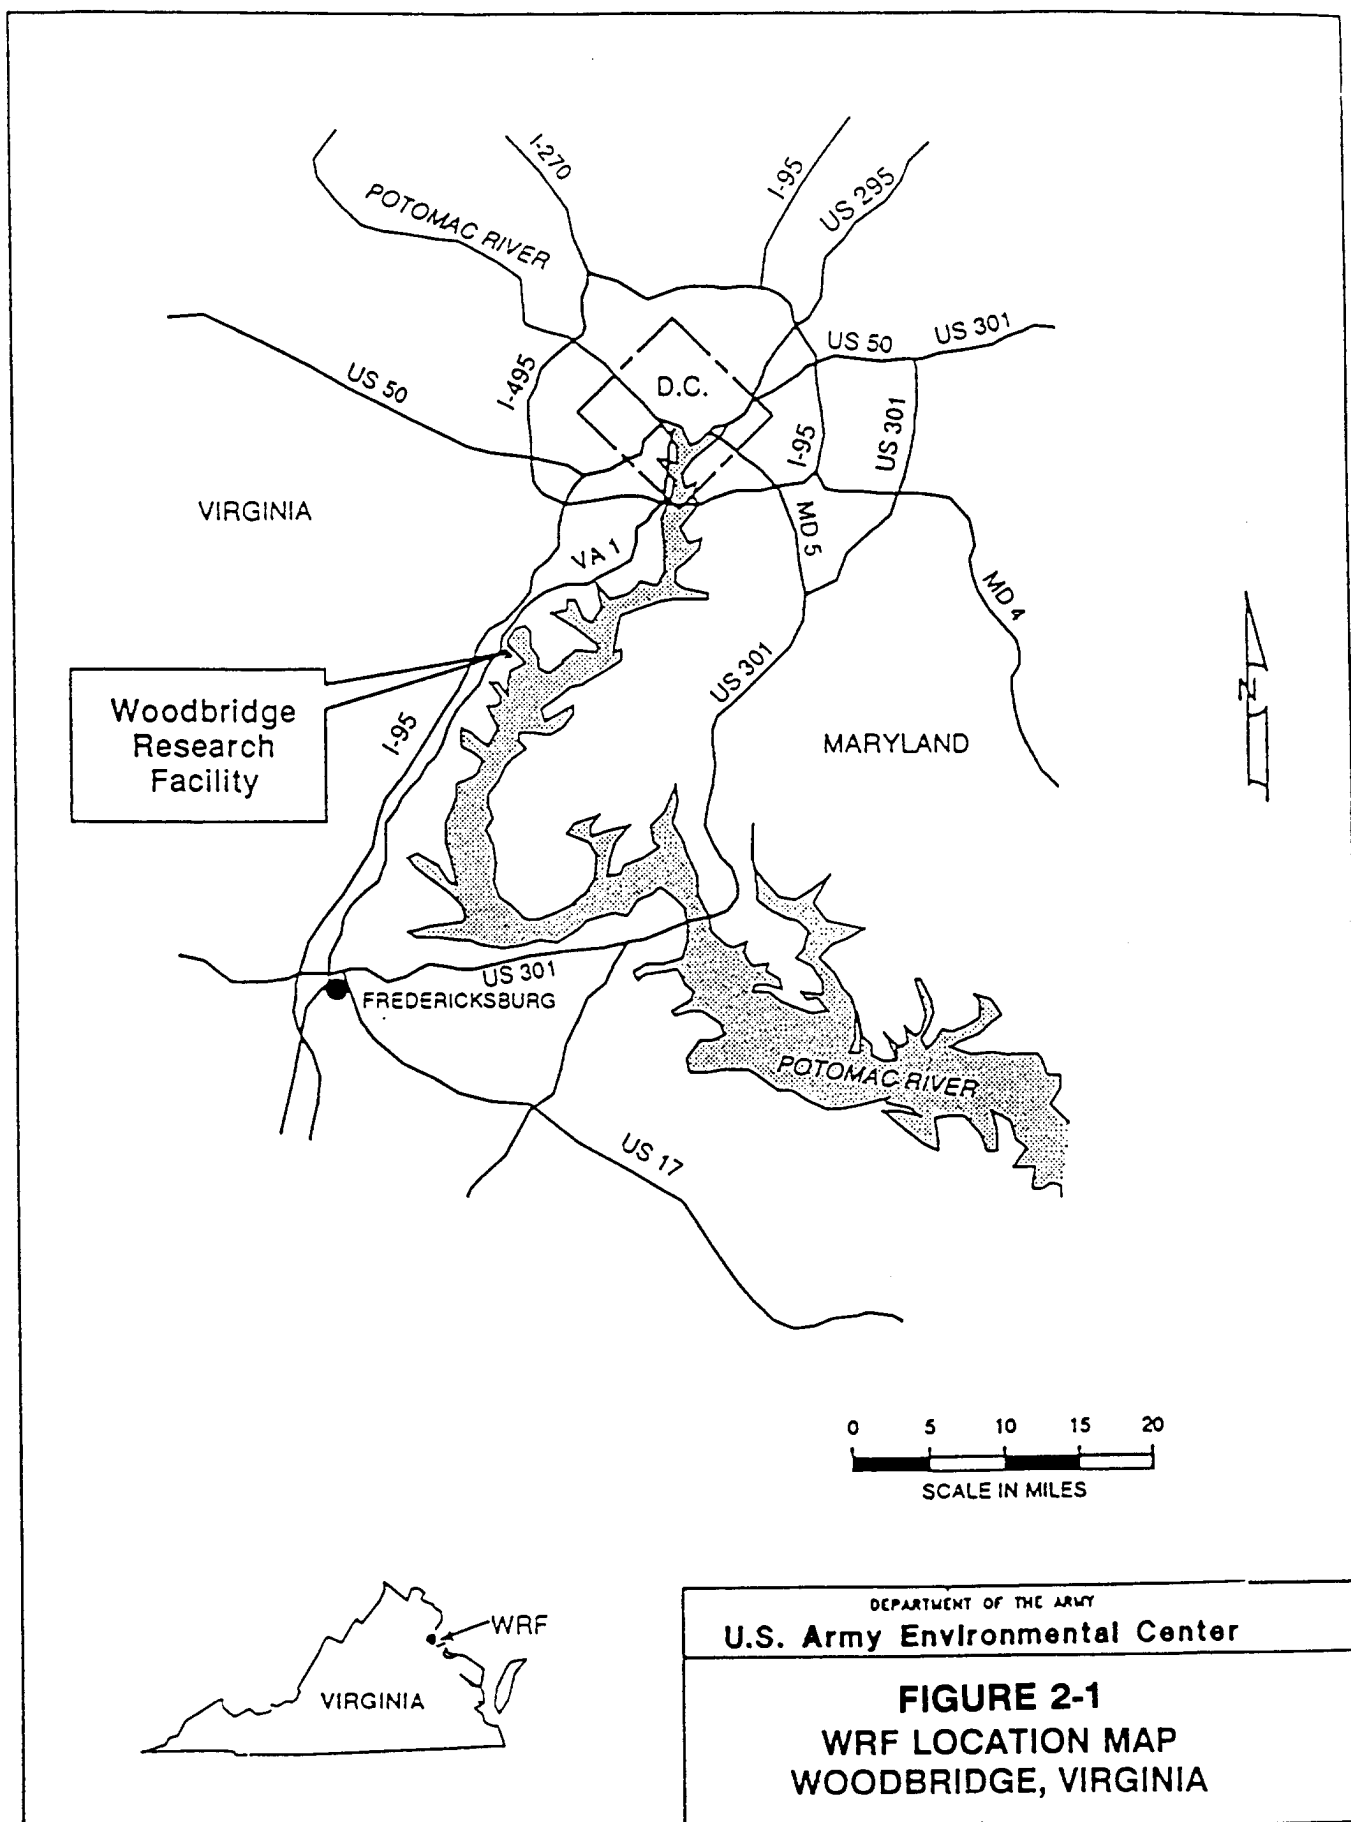 I-270
I-95
US 295
POTOMAC RIVER
US 50
US 301
US 50
I-495
D.C.
I-95
US 301
VIRGINIA
MD 5
VA 1
MD 4
US 301
Woodbridge
Research
Facility
I-95
MARYLAND
N
US 301
FREDERICKSBURG
POTOMAC RIVER
US 17
0 5 10 15 20
SCALE IN MILES
WRF
VIRGINIA
DEPARTMENT OF THE ARMY
U.S. Army Environmental Center
FIGURE 2-1
WRF LOCATION MAP
WOODBRIDGE, VIRGINIA